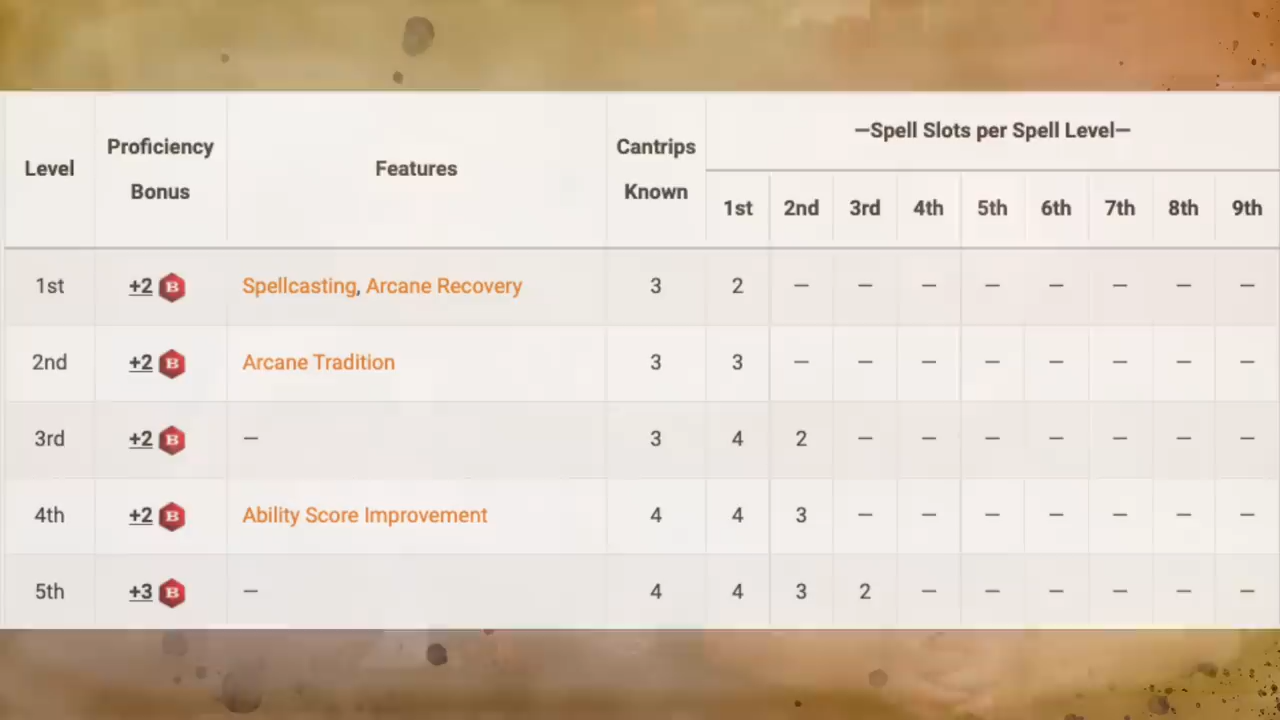 Level Proficiency Bonus Features Cantrips Known —Spell Slots per Spell Level—
1st 2nd 3rd 4th 5th 6th 7th 8th 9th
1st +2 B Spellcasting, Arcane Recovery 3 2 — — — — — — — —
2nd +2 B Arcane Tradition 3 3 — — — — — — — —
3rd +2 B — 3 4 2 — — — — — — —
4th +2 B Ability Score Improvement 4 4 3 — — — — — — —
5th +3 B — 4 4 3 2 — — — — — —